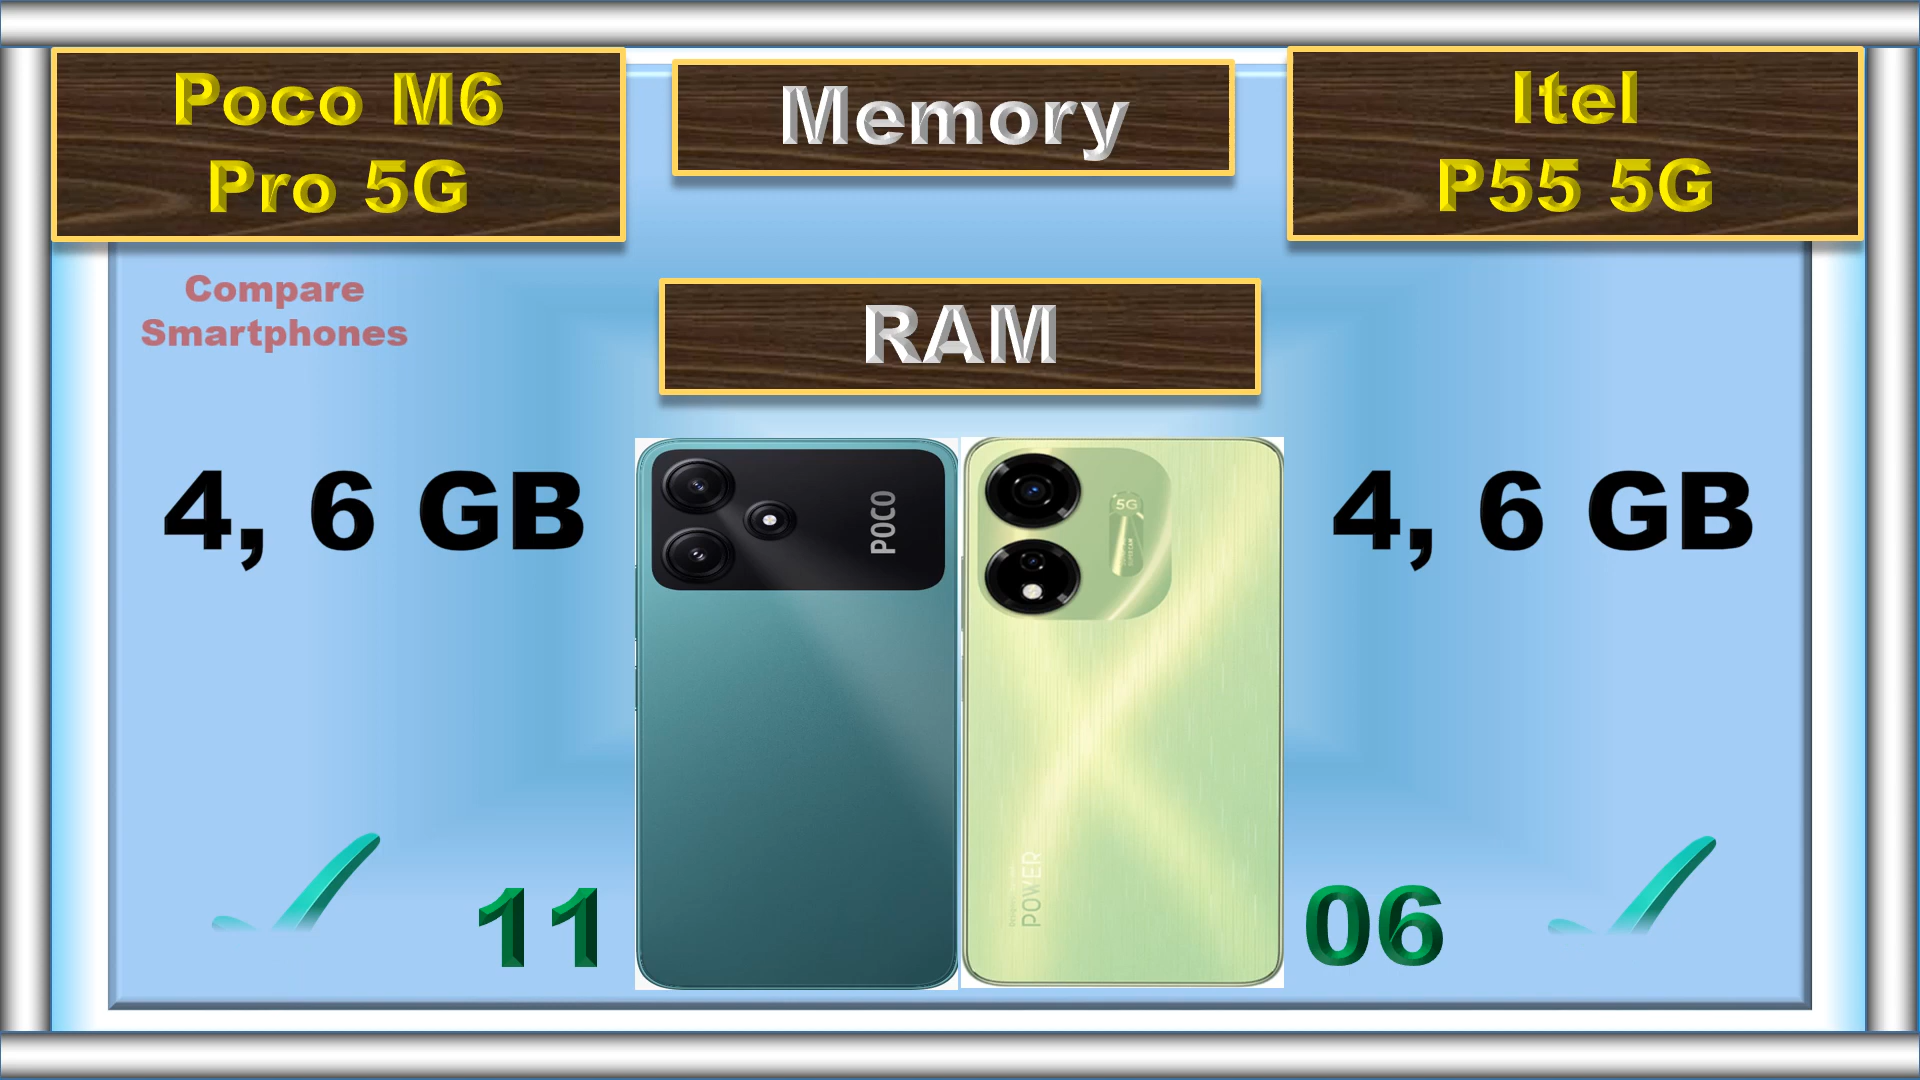 Poco M6
Pro 5G
Memory
Itel
P55 5G
Compare
Smartphones
RAM
4, 6 GB
4, 6 GB
POCO
5G
POWER
11
06